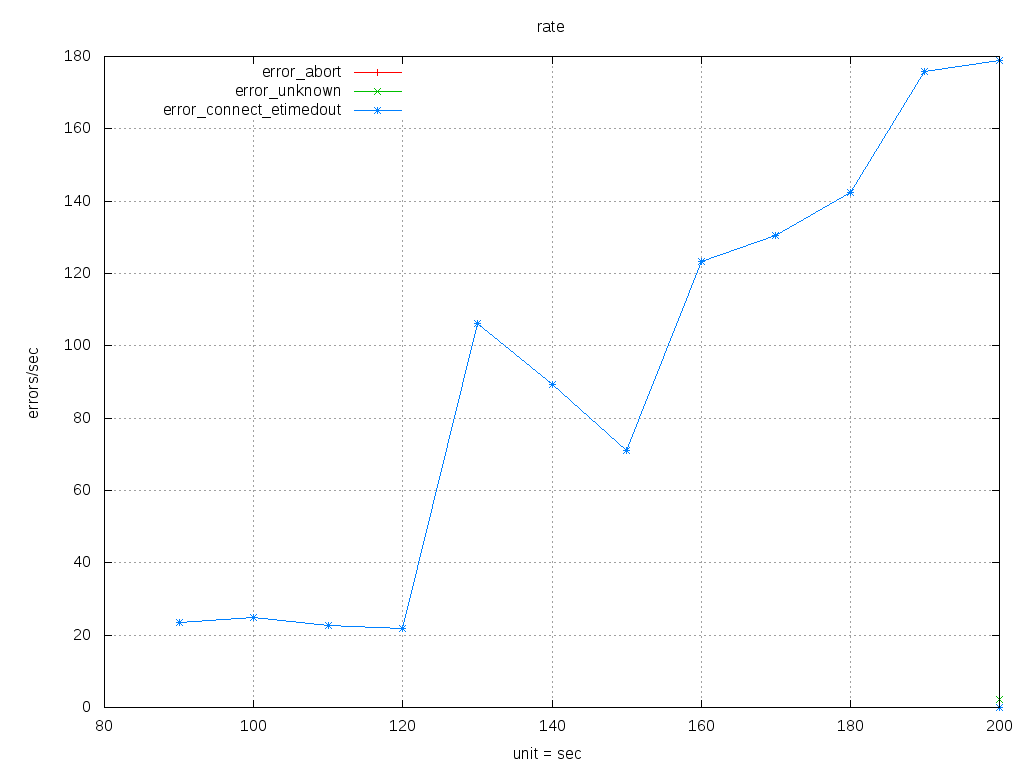 rate
180
160
140
120
100
80
60
40
20
0
errors/sec
error_abort
error_unknown
error_connect_etimedout
80 100 120 140 160 180 200
unit = sec